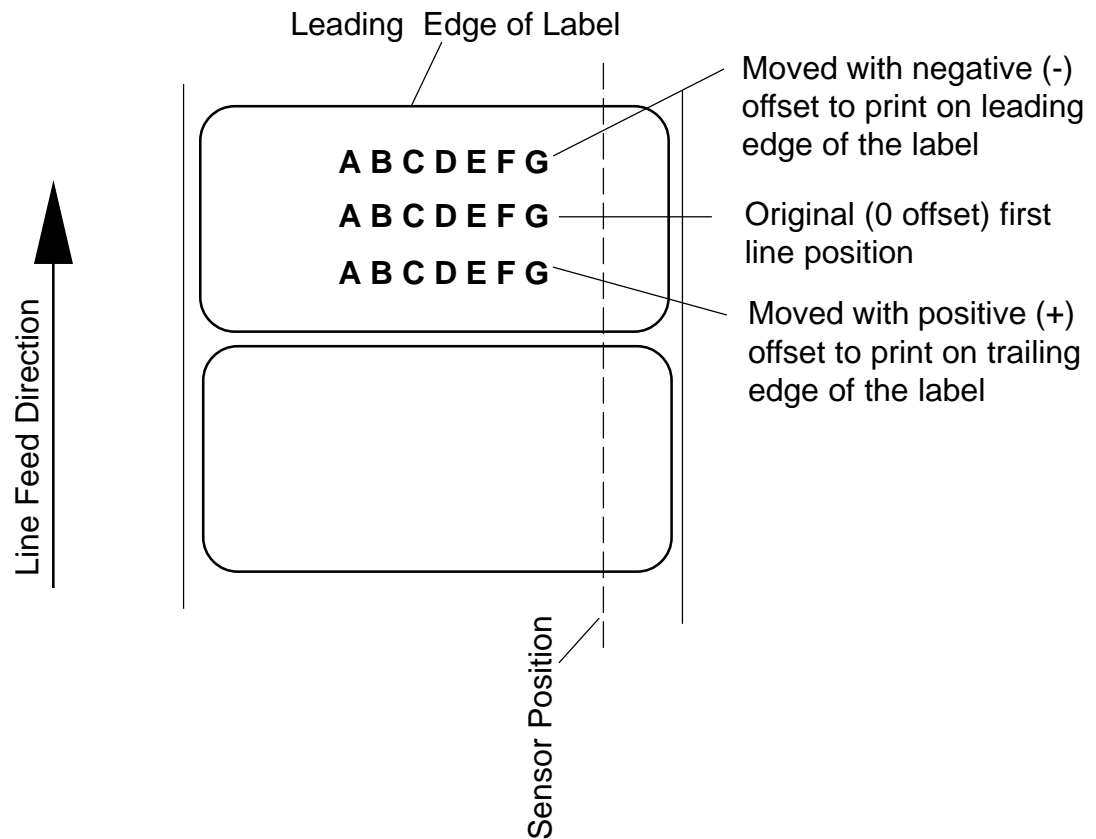 Leading Edge of Label
Moved with negative (-)
offset to print on leading
edge of the label
A B C D E F G
A B C D E F G
Original (0 offset) first
line position
A B C D E F G
Moved with positive (+)
offset to print on trailing
edge of the label
Line Feed Direction
Sensor Position